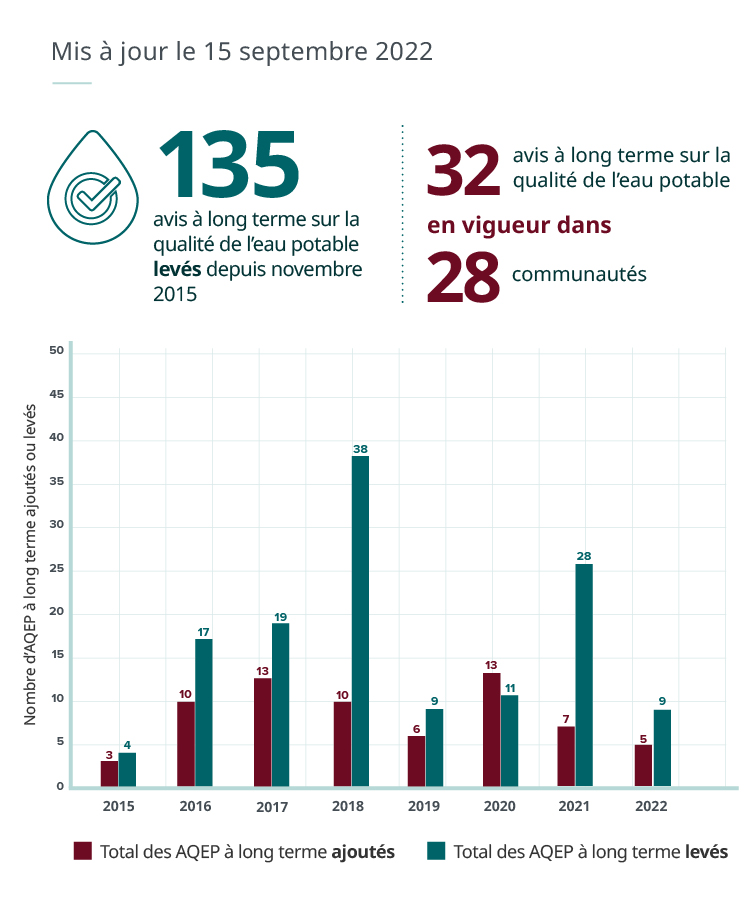 Mis à jour le 15 septembre 2022
135
avis à long terme sur la
qualité de l'eau potable
levés depuis novembre
2015
32 avis à long terme sur la
qualité de l'eau potable
en vigueur dans
28 communautés
Nombre d'AQEP à long terme ajoutés ou levés
50
45
40
35
30
25
20
15
10
5
0
3 4
10 17
13 19
10 38
6 9
13 11
7 28
5 9
2015 2016 2017 2018 2019 2020 2021 2022
Total des AQEP à long terme ajoutés Total des AQEP à long terme levés